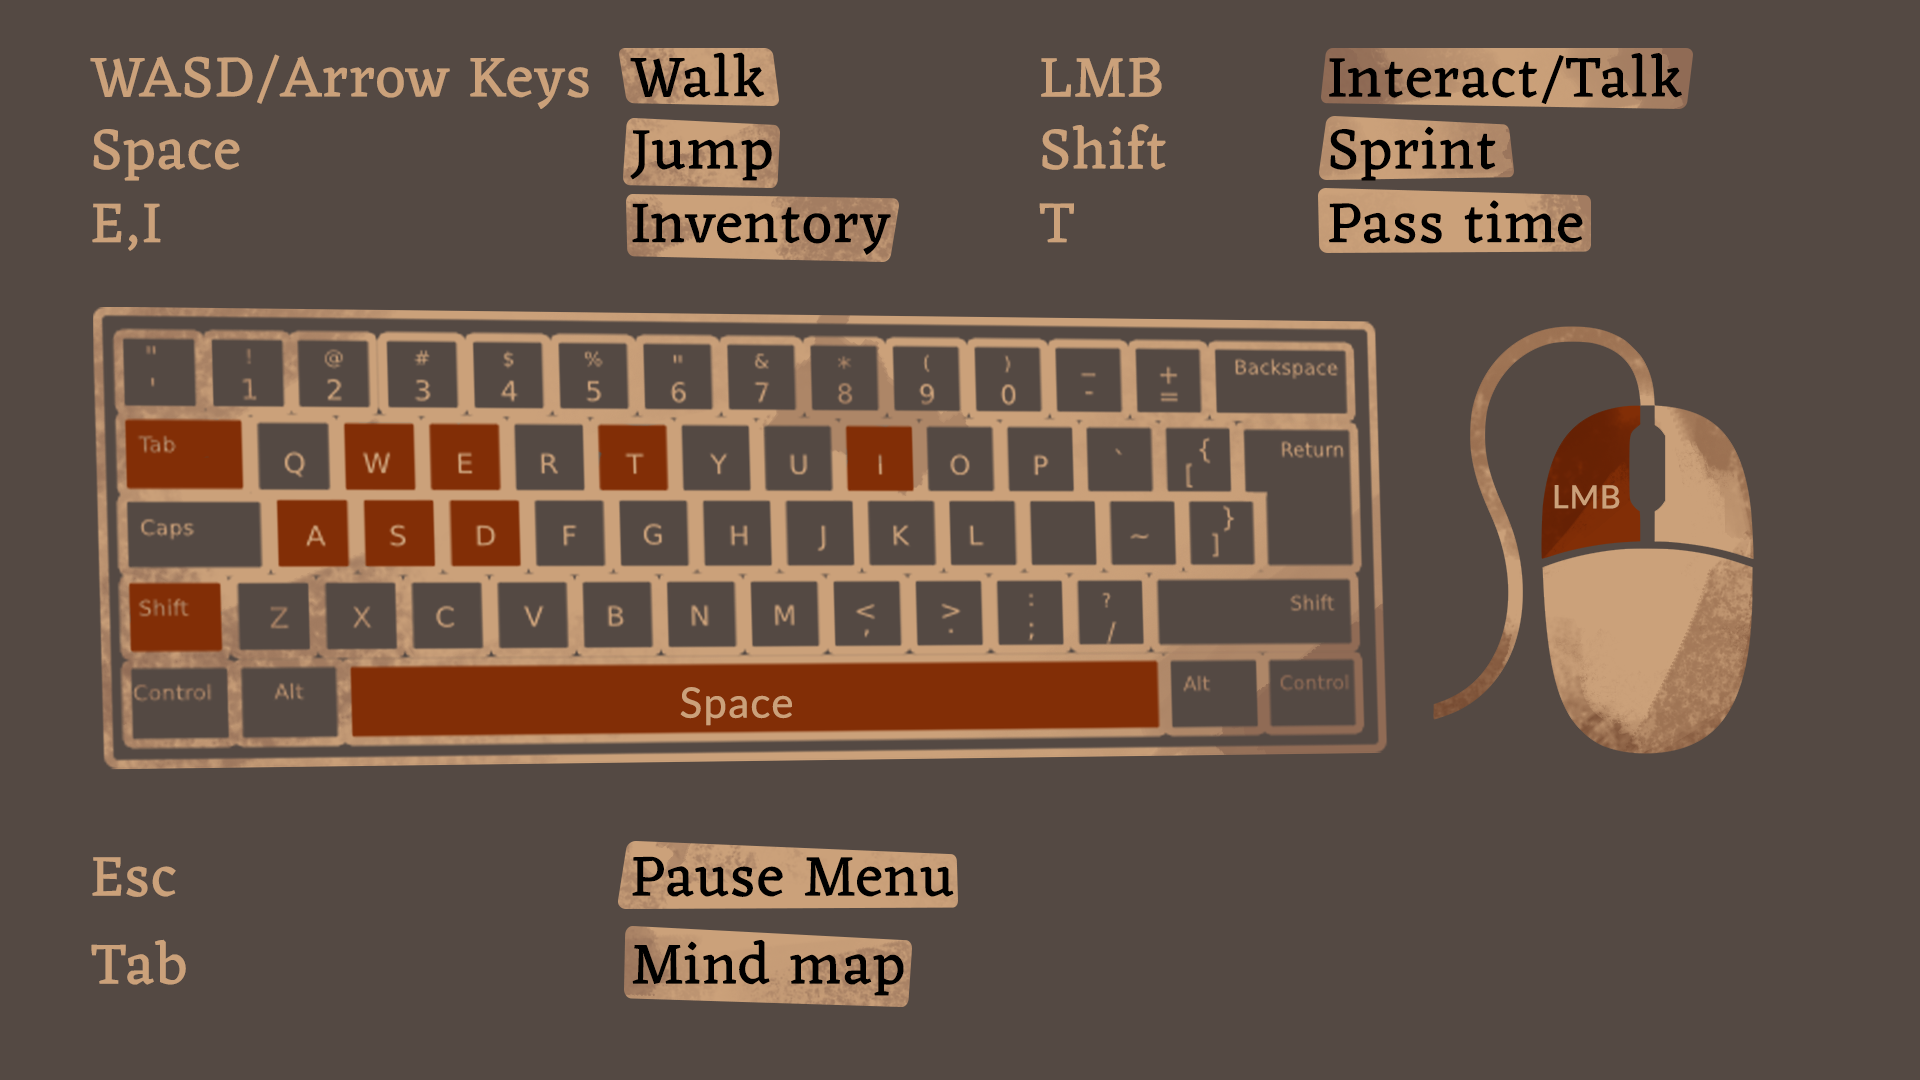 WASD/Arrow Keys Walk LMB Interact/Talk
Space Jump Shift Sprint
E,I Inventory T Pass time
" ! @ # $ % " & * ( ) _ +
' 1 2 3 4 5 6 7 8 9 0 - = Backspace
Tab Q W E R T Y U I O P ` { [ Return
Caps A S D F G H J K L ~ } ]
Shift Z X C V B N M < , > . : ; ? / Shift
Control Alt Space Alt Control
LMB
Esc Pause Menu
Tab Mind map